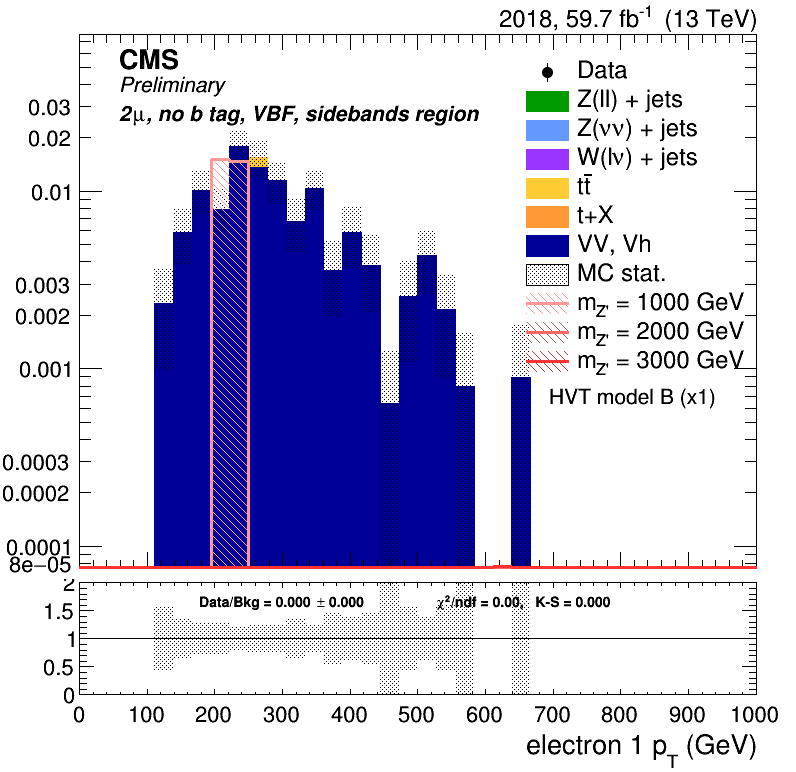 2018, 59.7 fb⁻¹ (13 TeV)
CMS
Preliminary
2μ, no b tag, VBF, sidebands region
Data
Z(ll) + jets
Z(νν) + jets
W(lν) + jets
tt̄
t+X
VV, Vh
MC stat.
m_Z' = 1000 GeV
m_Z' = 2000 GeV
m_Z' = 3000 GeV
HVT model B (x1)
0.03
0.02
0.01
0.003
0.002
0.001
0.0003
0.0002
0.0001
8e−05
Data/Bkg = 0.000 ± 0.000 χ²/ndf = 0.00, K-S = 0.000
2
1.5
1
0.5
0
0 100 200 300 400 500 600 700 800 900 1000
electron 1 p_T (GeV)